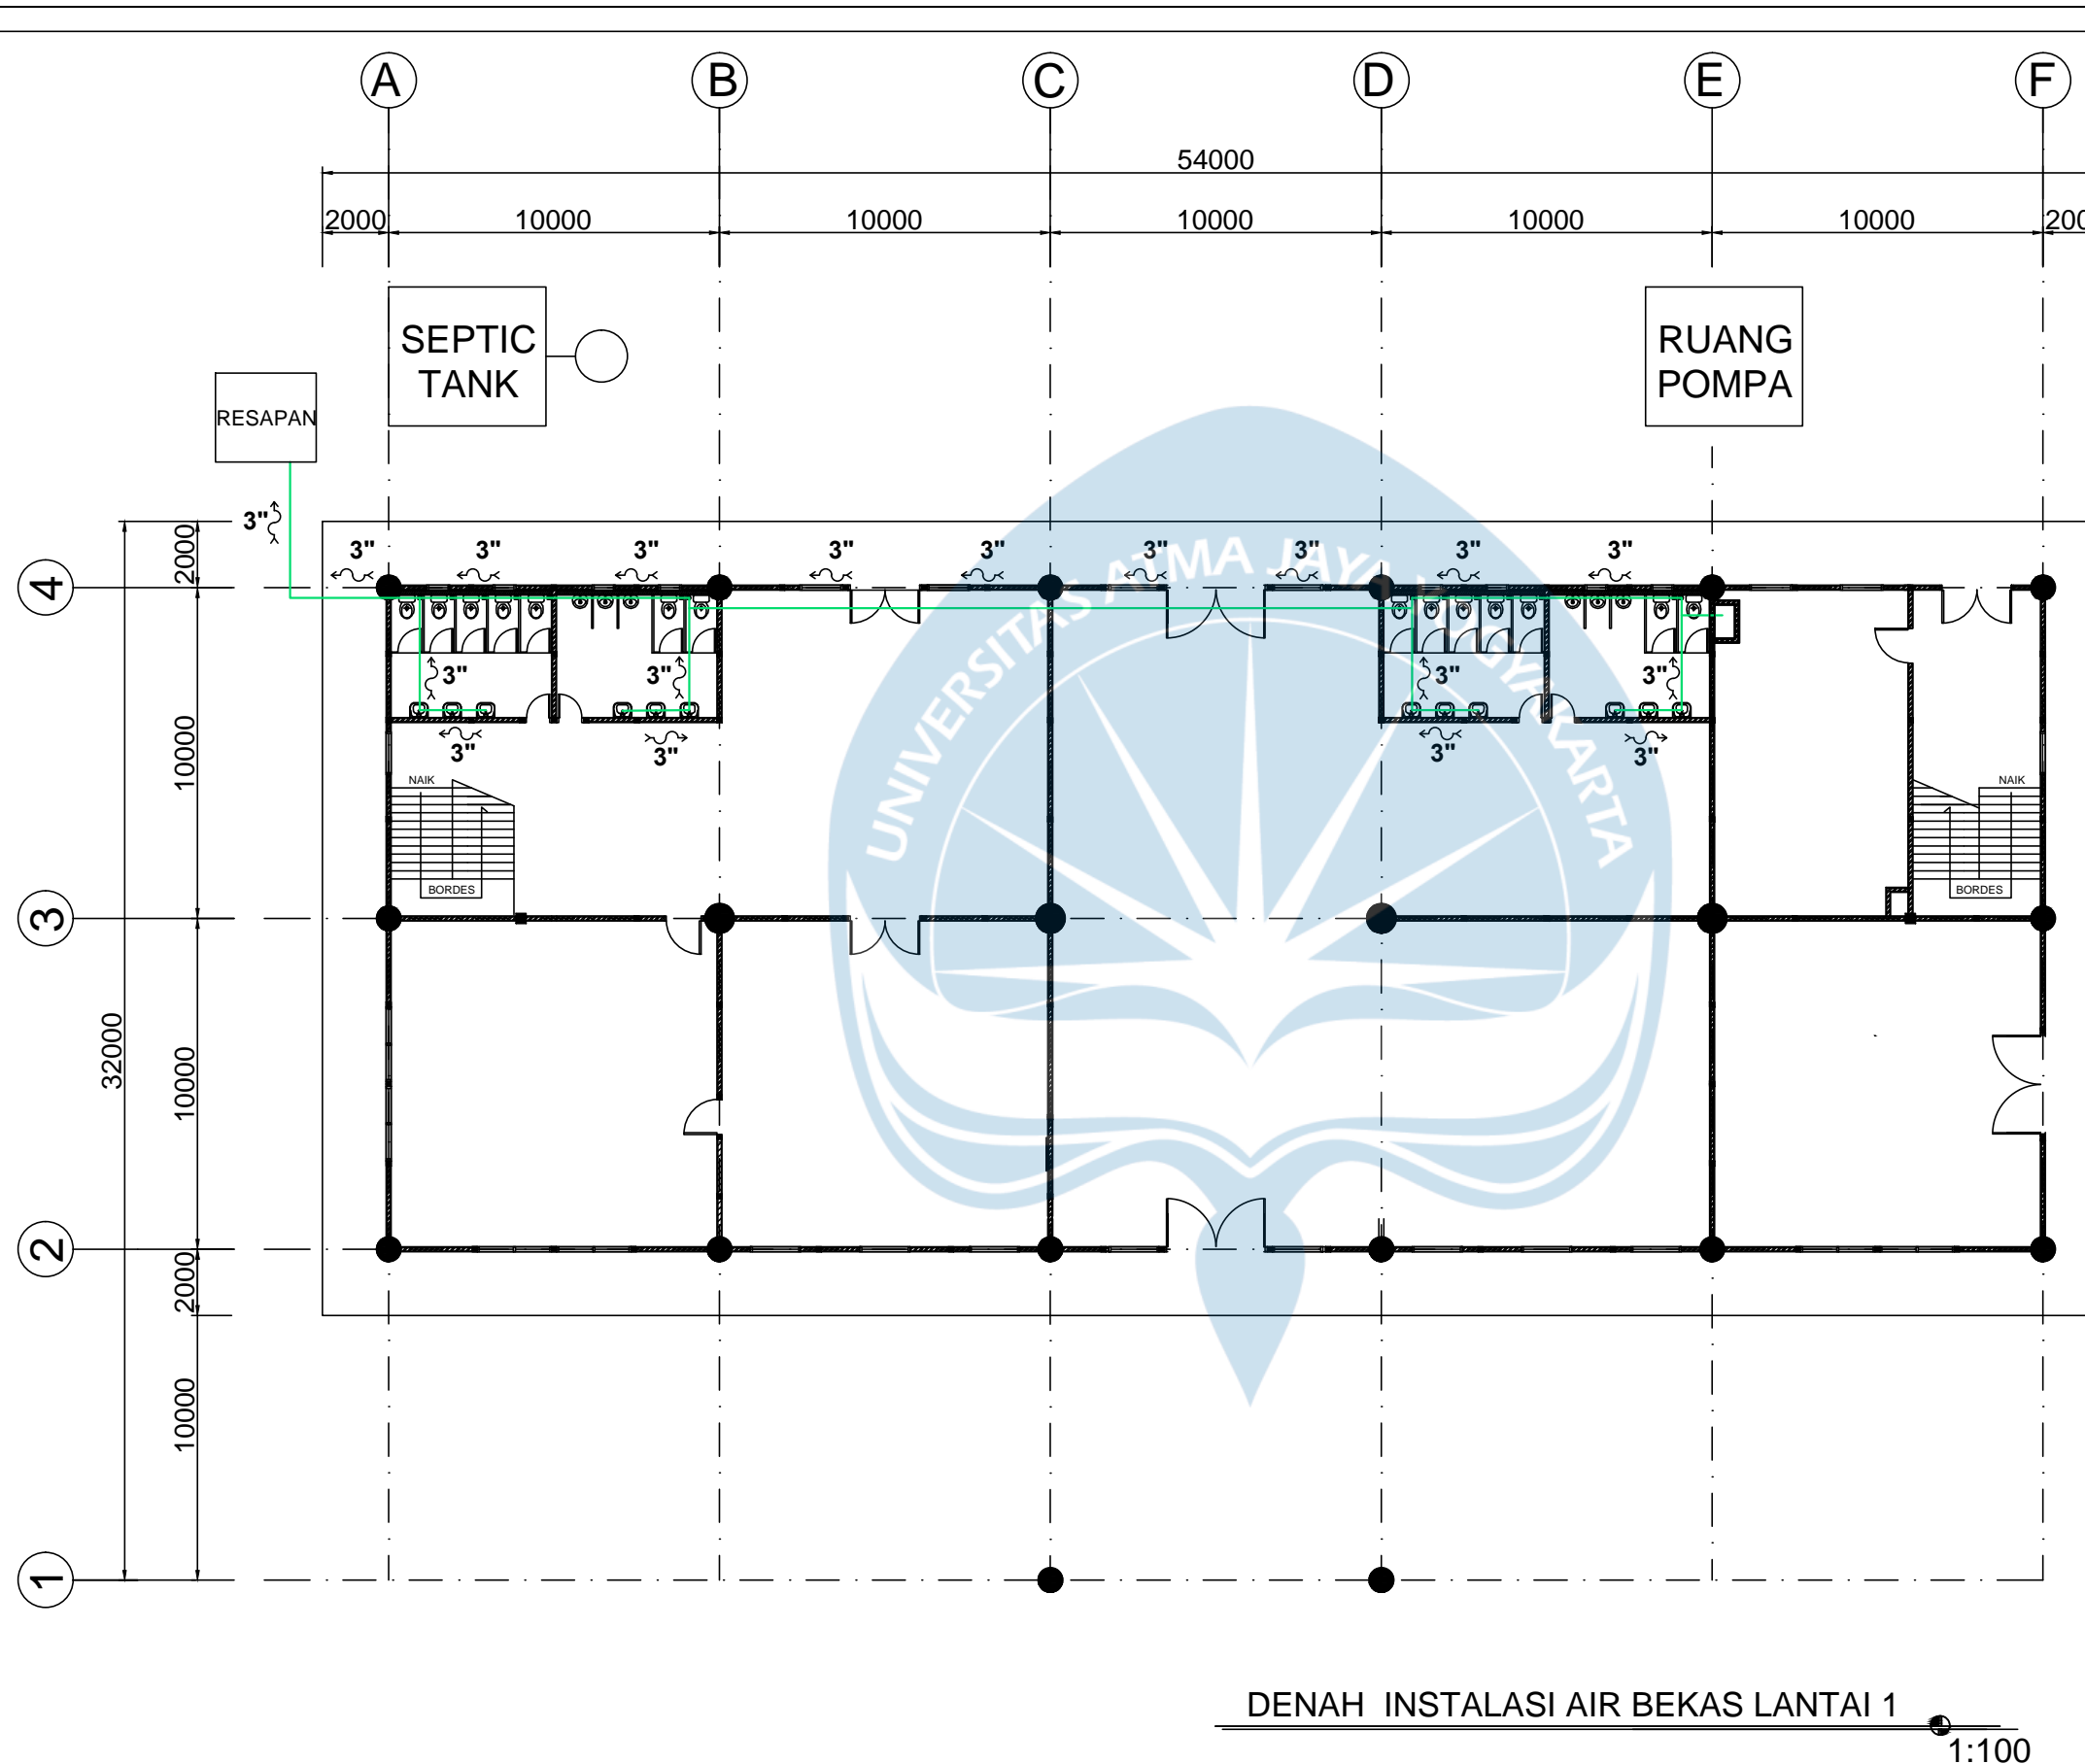 A B C D E F
54000
2000 10000 10000 10000 10000 10000 200
SEPTIC
TANK
RUANG
POMPA
RESAPAN
3"
3" 3" 3" 3" 3" 3" 3" 3" 3"
UNIVERSITAS ATMA JAYA YOGYAKARTA
4
3
2
1
2000
10000
10000
2000
10000
32000
3" 3" 3" 3"
3" 3" 3" 3"
NAIK NAIK
BORDES BORDES
DENAH INSTALASI AIR BEKAS LANTAI 1
1:100